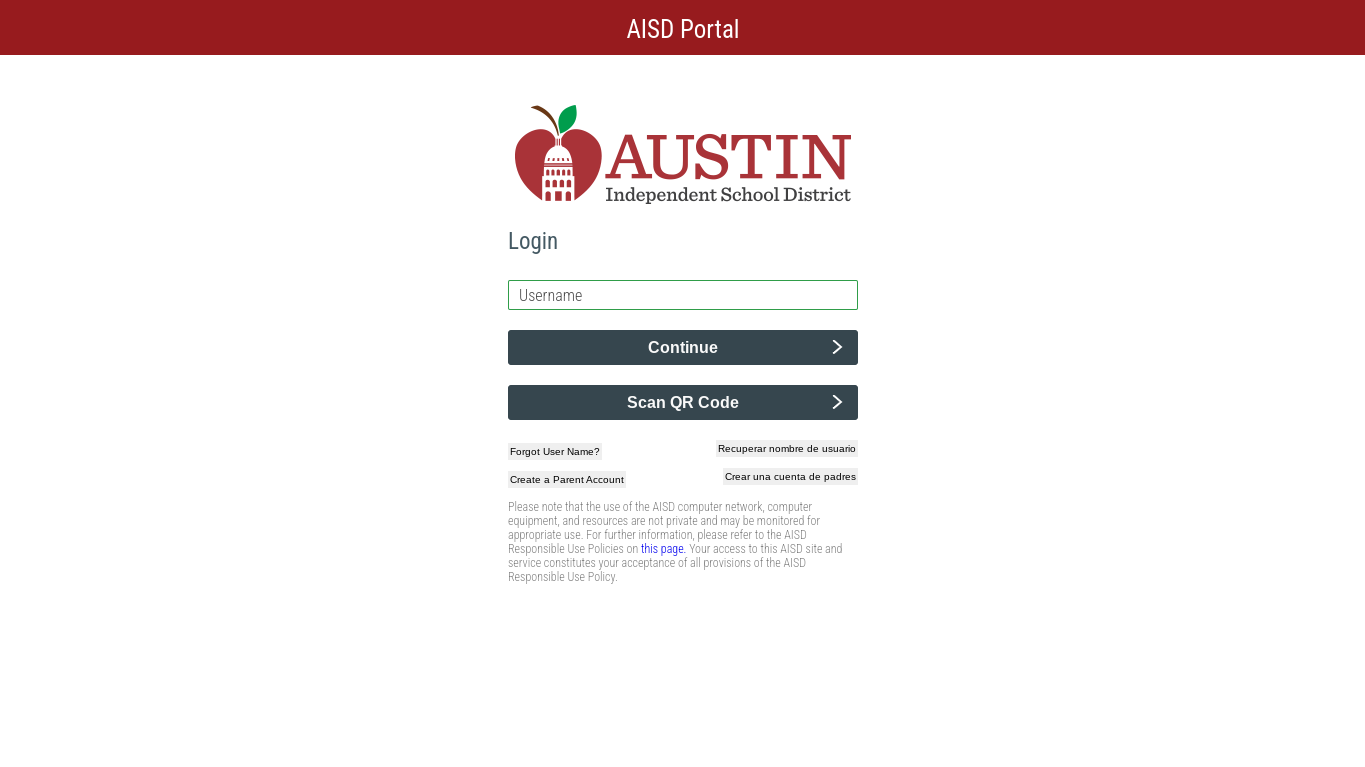 AISD Portal
AUSTIN
Independent School District
Login
Username
Continue
Scan QR Code
Forgot User Name?
Recuperar nombre de usuario
Create a Parent Account
Crear una cuenta de padres
Please note that the use of the AISD computer network, computer
equipment, and resources are not private and may be monitored for
appropriate use. For further information, please refer to the AISD
Responsible Use Policies on this page. Your access to this AISD site and
service constitutes your acceptance of all provisions of the AISD
Responsible Use Policy.